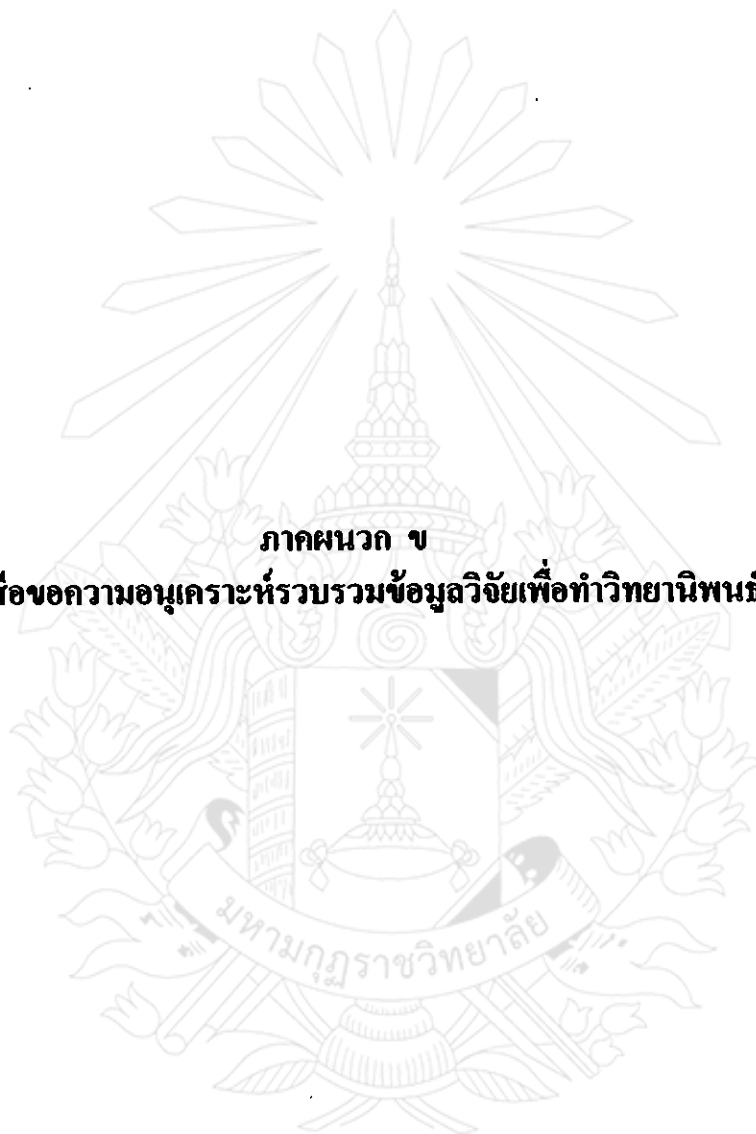 ภาคผนวก ข
ขอความอนุเคราะห์รวบรวมข้อมูลวิจัยเพื่อทำวิทยานิพนธ์
มหามกุฏราชวิทยาลัย